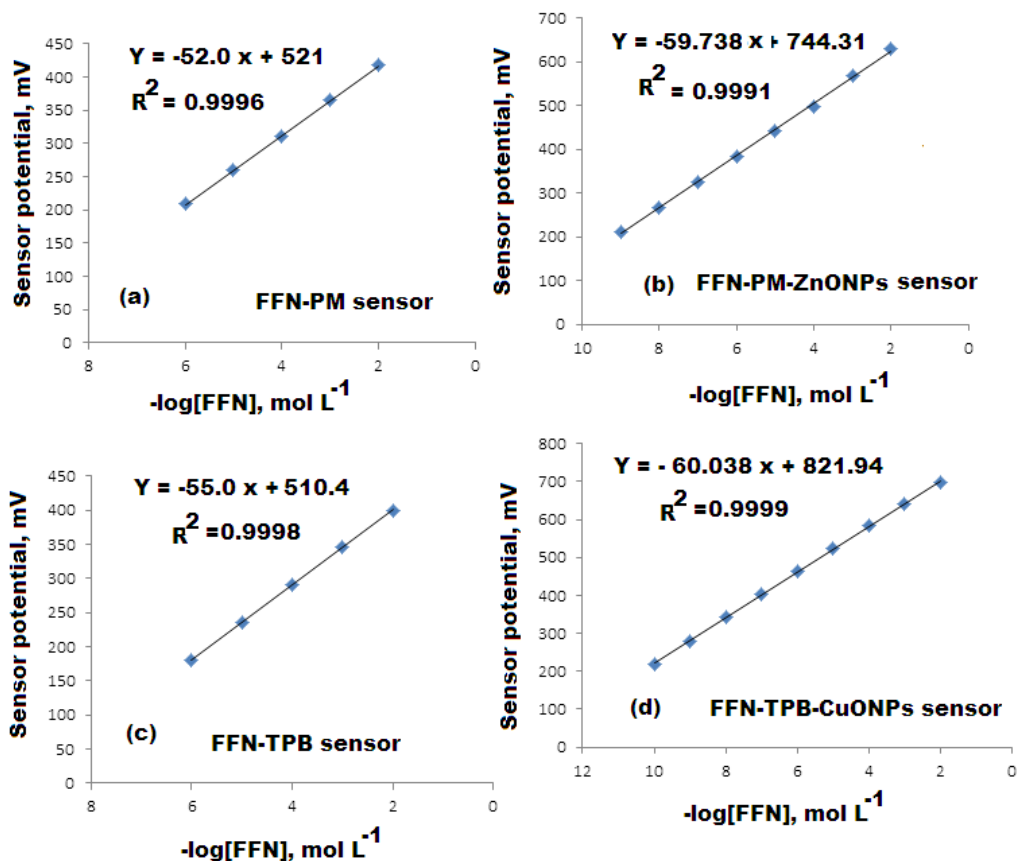 Y = -52.0 x + 521
R2 = 0.9996
Sensor potential, mV
450
400
350
300
250
200
150
100
50
0
8
6
4
2
0
(a)
FFN-PM sensor
-log[FFN], mol L-1
Y = -59.738 x + 744.31
R2 = 0.9991
Sensor potential, mV
700
600
500
400
300
200
100
0
10
8
6
4
2
0
(b)
FFN-PM-ZnONPs sensor
-log[FFN], mol L-1
Y = -55.0 x + 510.4
R2 =0.9998
Sensor potential, mV
450
400
350
300
250
200
150
100
50
0
8
6
4
2
0
(c)
FFN-TPB sensor
-log[FFN], mol L-1
Y = - 60.038 x + 821.94
R2 =0.9999
Sensor potential, mV
800
700
600
500
400
300
200
100
0
12
10
8
6
4
2
0
(d)
FFN-TPB-CuONPs sensor
-log[FFN], mol L-1